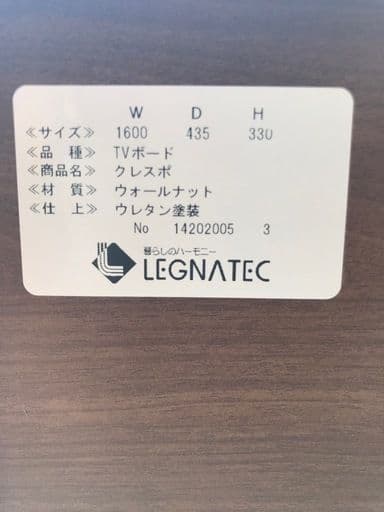 W D H
≪サイズ≫ 1600 435 330
≪品 種≫ TVボード
≪商品名≫ クレスポ
≪材 質≫ ウォールナット
≪仕 上≫ ウレタン塗装
No 14202005 3
暮らしのハーモニー
LEGNATEC